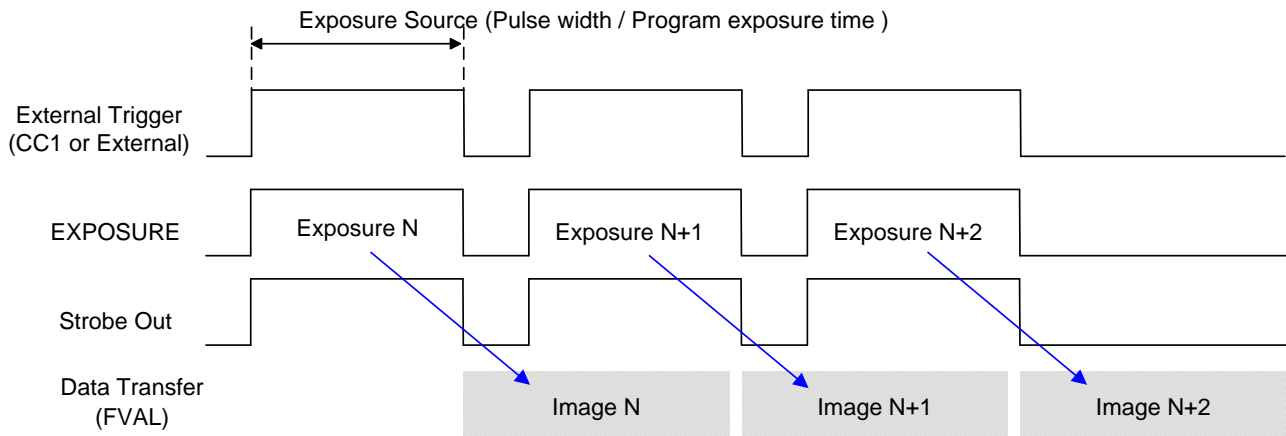 Exposure Source (Pulse width / Program exposure time )
External Trigger
(CC1 or External)
EXPOSURE
Exposure N
Exposure N+1
Exposure N+2
Strobe Out
Data Transfer
(FVAL)
Image N
Image N+1
Image N+2